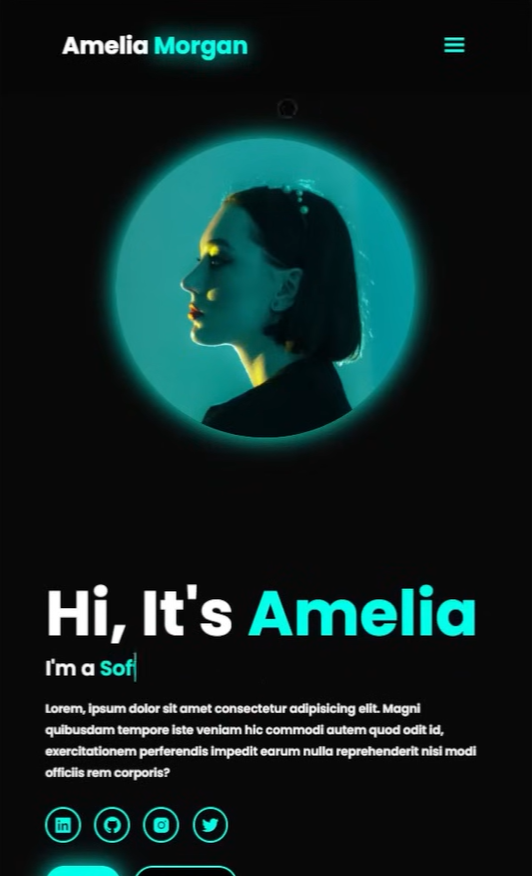 Amelia Morgan
Hi, It's Amelia
I'm a Sof
Lorem, ipsum dolor sit amet consectetur adipisicing elit. Magni
quibusdam tempore iste veniam hic commodi autem quod odit id,
exercitationem perferendis impedit earum nulla reprehenderit nisi modi
officiis rem corporis?
in